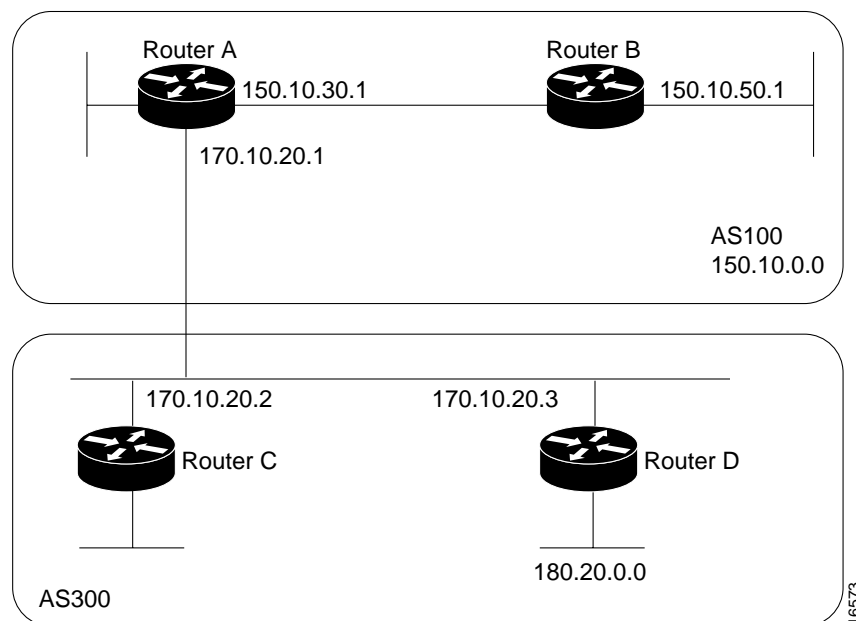 Router A
Router B
150.10.30.1
150.10.50.1
170.10.20.1
AS100
150.10.0.0
170.10.20.2
170.10.20.3
Router C
Router D
180.20.0.0
AS300
16573